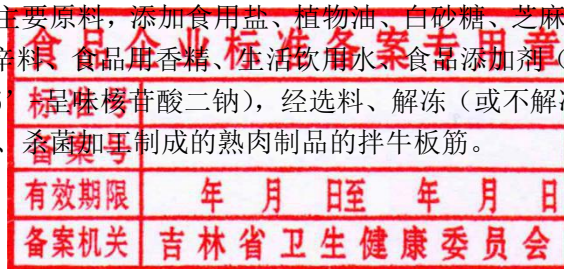 主要原料，添加食用盐、植物油、白砂糖、芝麻
食品企业标准备案专用章
辛料、食品用香精、生活饮用水、食品添加剂（
标准号
5’-呈味核苷酸二钠），经选料、解冻（或不解冻
备案号
、杀菌加工制成的熟肉制品的拌牛板筋。
有效期限 年 月 日至 年 月 日
备案机关 吉林省卫生健康委员会